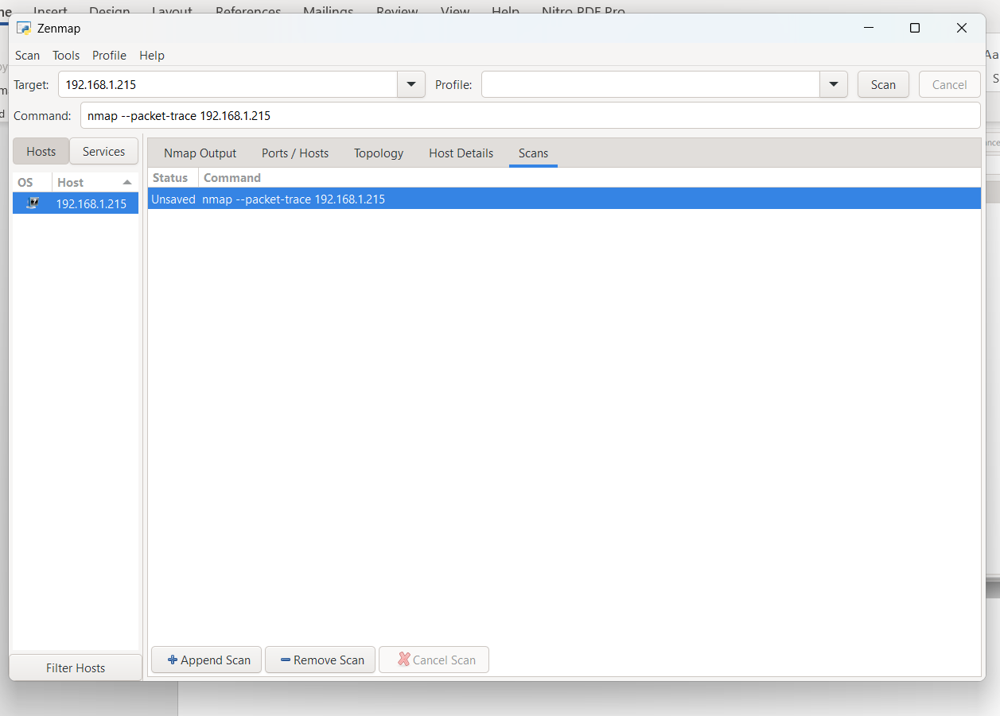 Insert Design Layout References Mailings Review View Help Nitro PDF Pro
Zenmap
Scan Tools Profile Help
Target: 192.168.1.215 Profile: Scan Cancel
Command: nmap --packet-trace 192.168.1.215
Hosts Services
Nmap Output Ports / Hosts Topology Host Details Scans
OS Host
Status Command
192.168.1.215
Unsaved nmap --packet-trace 192.168.1.215
Append Scan Remove Scan Cancel Scan
Filter Hosts